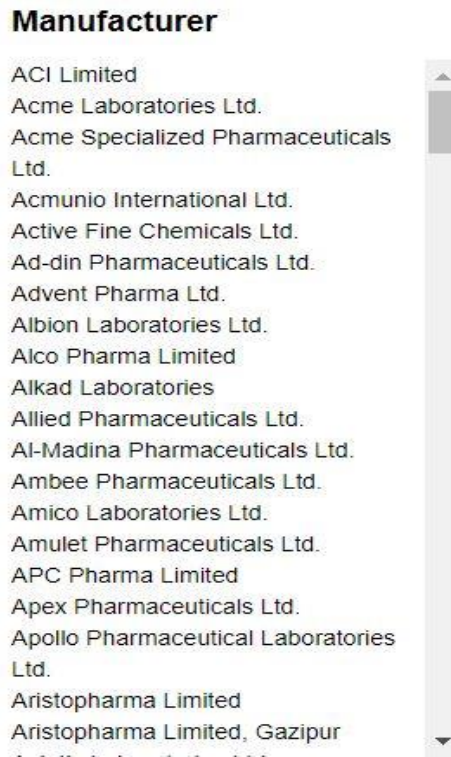 Manufacturer
ACI Limited
Acme Laboratories Ltd.
Acme Specialized Pharmaceuticals
Ltd.
Acmunio International Ltd.
Active Fine Chemicals Ltd.
Ad-din Pharmaceuticals Ltd.
Advent Pharma Ltd.
Albion Laboratories Ltd.
Alco Pharma Limited
Alkad Laboratories
Allied Pharmaceuticals Ltd.
Al-Madina Pharmaceuticals Ltd.
Ambee Pharmaceuticals Ltd.
Amico Laboratories Ltd.
Amulet Pharmaceuticals Ltd.
APC Pharma Limited
Apex Pharmaceuticals Ltd.
Apollo Pharmaceutical Laboratories
Ltd.
Aristopharma Limited
Aristopharma Limited, Gazipur